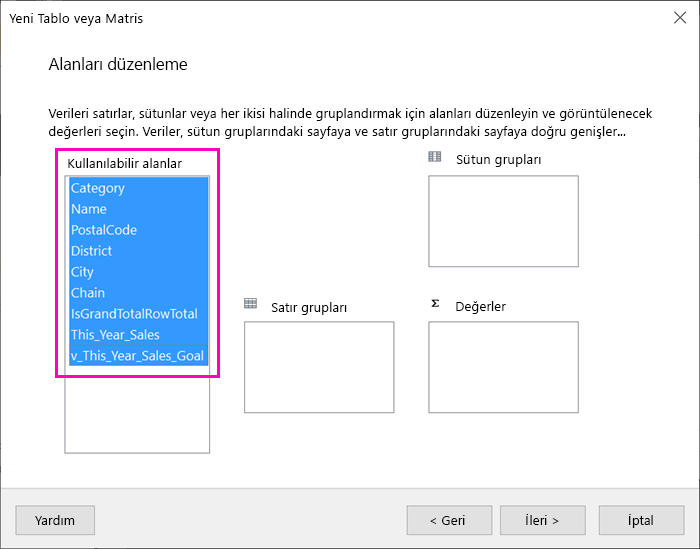 Yeni Tablo veya Matris
Alanları düzenleme
Verileri satırlar, sütunlar veya her ikisi halinde gruplandırmak için alanları düzenleyin ve görüntülenecek
değerleri seçin. Veriler, sütun gruplarındaki sayfaya ve satır gruplarındaki sayfaya doğru genişler...
Kullanılabilir alanlar
Category
Name
PostalCode
District
City
Chain
IsGrandTotalRowTotal
This_Year_Sales
v_This_Year_Sales_Goal
Sütun grupları
Satır grupları
Σ Değerler
Yardım
< Geri
İleri >
İptal